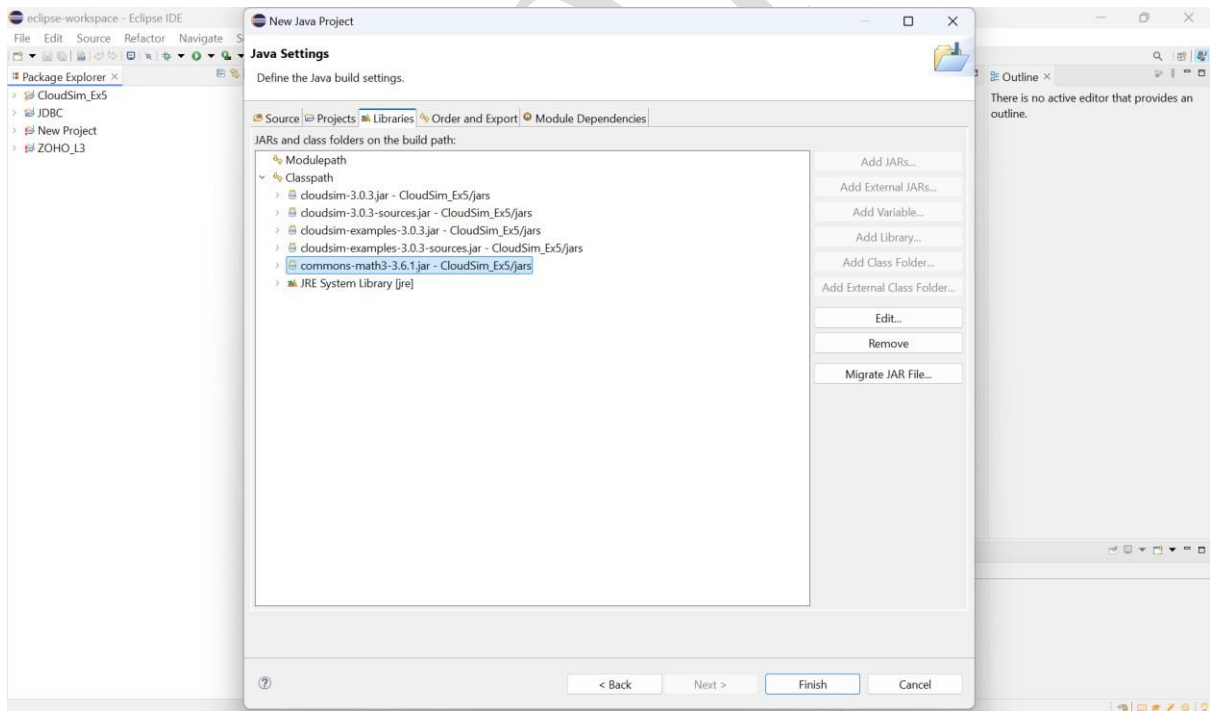 eclipse-workspace - Eclipse IDE
File Edit Source Refactor Navigate S
Package Explorer ×
CloudSim_Ex5
JDBC
New Project
ZOHO_L3
New Java Project
Java Settings
Define the Java build settings.
Source Projects Libraries Order and Export Module Dependencies
JARs and class folders on the build path:
Modulepath
Classpath
cloudsim-3.0.3.jar - CloudSim_Ex5/jars
cloudsim-3.0.3-sources.jar - CloudSim_Ex5/jars
cloudsim-examples-3.0.3.jar - CloudSim_Ex5/jars
cloudsim-examples-3.0.3-sources.jar - CloudSim_Ex5/jars
commons-math3-3.6.1.jar - CloudSim_Ex5/jars
JRE System Library [jre]
Add JARs...
Add External JARs...
Add Variable...
Add Library...
Add Class Folder...
Add External Class Folder...
Edit...
Remove
Migrate JAR File...
< Back Next > Finish Cancel
Outline ×
There is no active editor that provides an
outline.